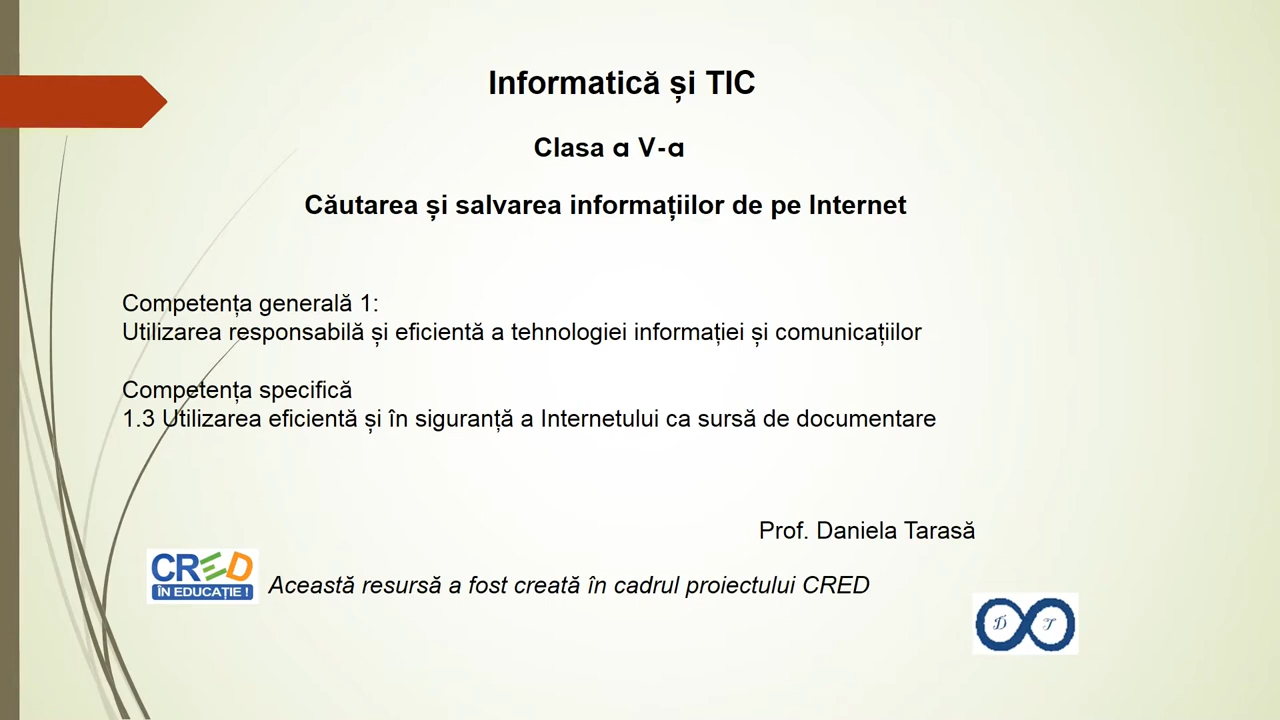 Informatică și TIC
Clasa a V-a
Căutarea și salvarea informațiilor de pe Internet
Competența generală 1:
Utilizarea responsabilă și eficientă a tehnologiei informației și comunicațiilor
Competența specifică
1.3 Utilizarea eficientă și în siguranță a Internetului ca sursă de documentare
Prof. Daniela Tarasă
CRED
ÎN EDUCAȚIE !
Această resursă a fost creată în cadrul proiectului CRED
D T